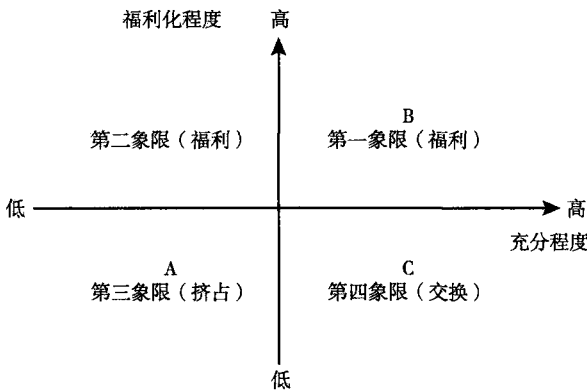 福利化程度 高
B
第二象限（福利） 第一象限（福利）
低 高
充分程度
A C
第三象限（挤占） 第四象限（交换）
低